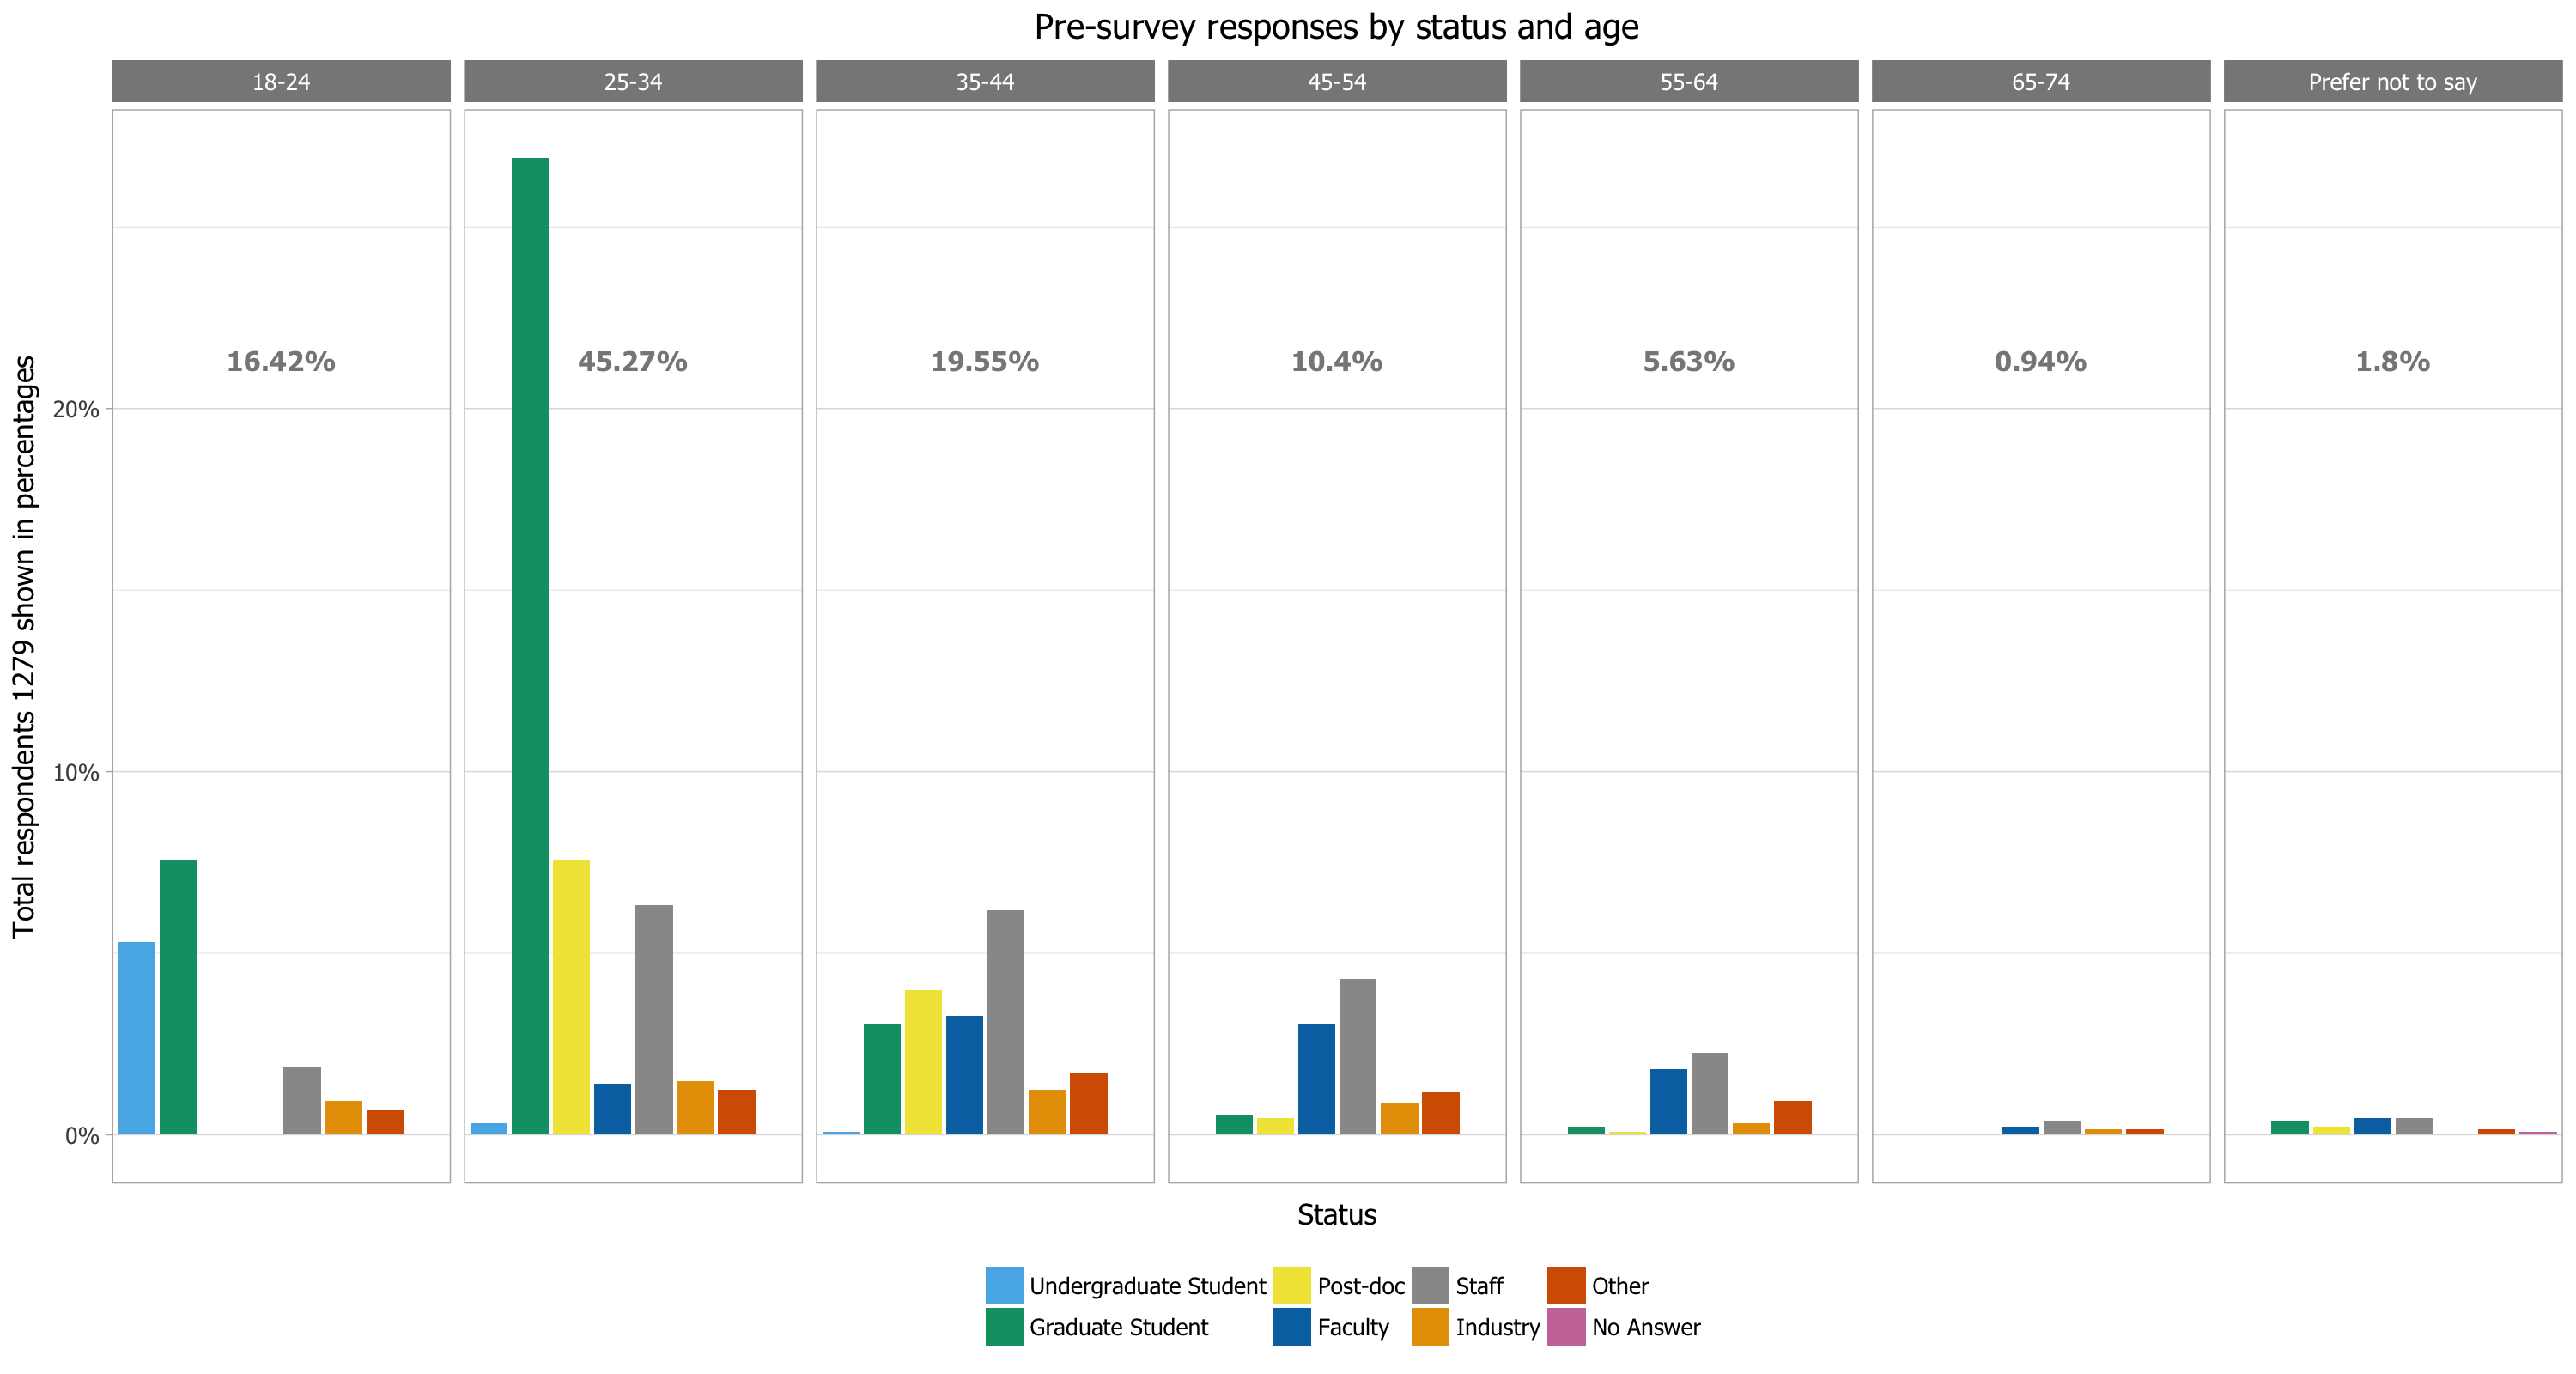 Pre-survey responses by status and age
18-24 25-34 35-44 45-54 55-64 65-74 Prefer not to say
16.42% 45.27% 19.55% 10.4% 5.63% 0.94% 1.8%
Total respondents 1279 shown in percentages
20%
10%
0%
Status
Undergraduate Student Post-doc Staff Other
Graduate Student Faculty Industry No Answer